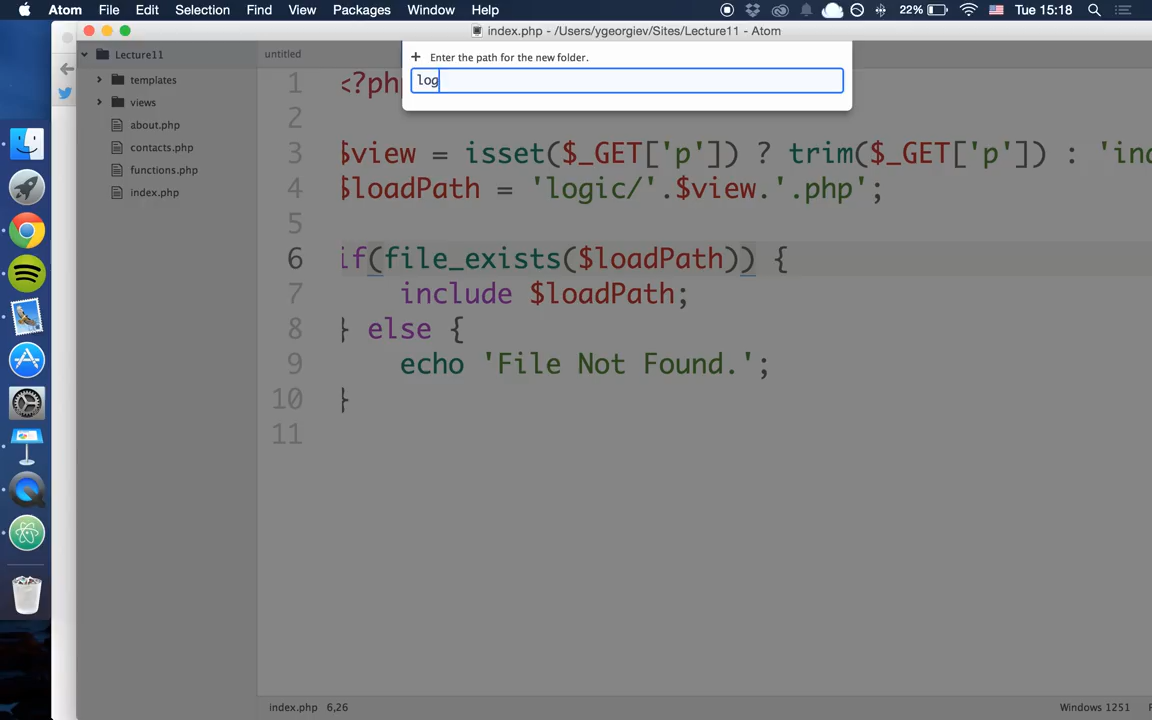 Atom File Edit Selection Find View Packages Window Help 22% Tue 15:18
index.php - /Users/ygeorgiev/Sites/Lecture11 - Atom
Lecture11
templates
views
about.php
contacts.php
functions.php
index.php
untitled
Enter the path for the new folder.
log
1 <?php
2
3 $view = isset($_GET['p']) ? trim($_GET['p']) : 'ind
4 $loadPath = 'logic/'.$view.'.php';
5
6 if(file_exists($loadPath)) {
7 include $loadPath;
8 } else {
9 echo 'File Not Found.';
10 }
11
index.php 6,26 Windows 1251